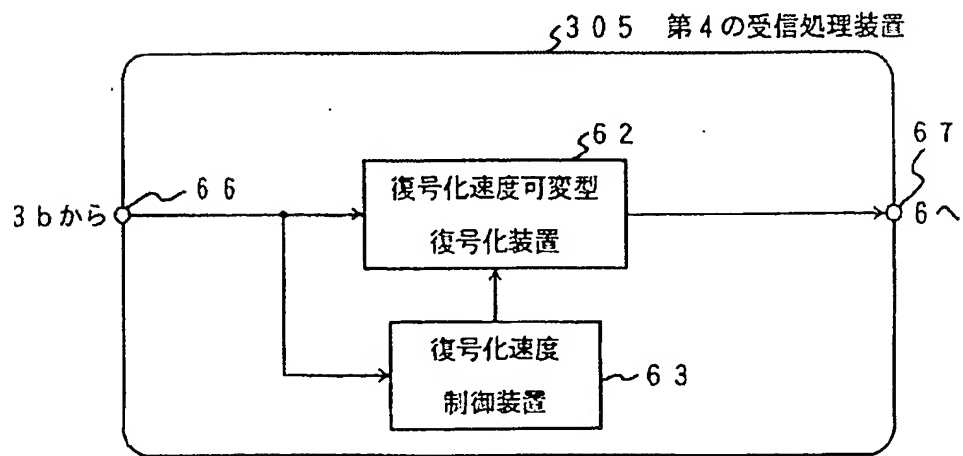 305 第4の受信処理装置
62
67
復号化速度可変型
復号化装置
66
3bから
6へ
復号化速度
制御装置
63